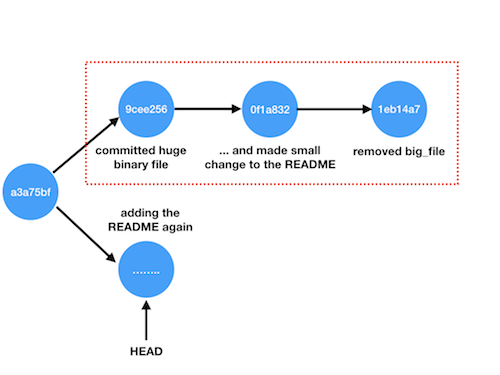 9cee256
0f1a832
1eb14a7
committed huge
binary file
... and made small
change to the README
removed big_file
a3a75bf
adding the
README again
........
HEAD